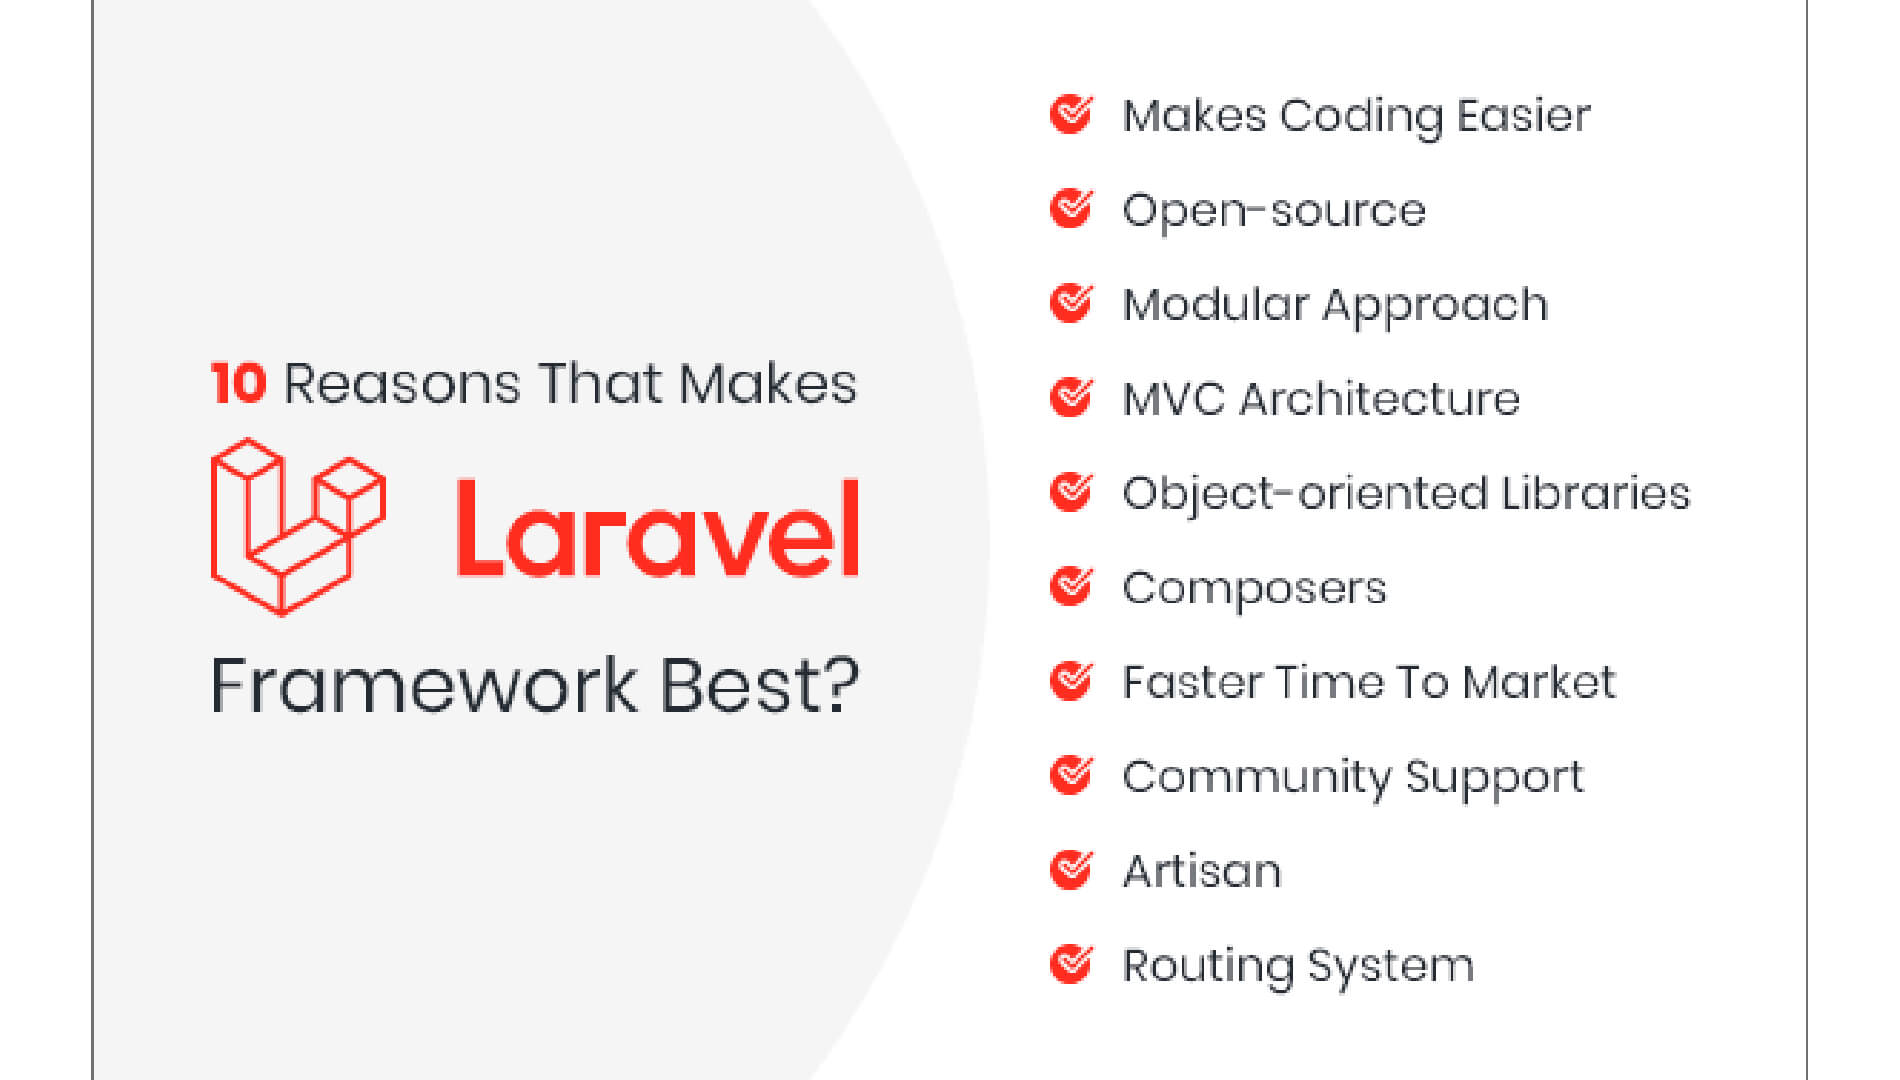 10 Reasons That Makes
Laravel
Framework Best?
Makes Coding Easier
Open-source
Modular Approach
MVC Architecture
Object-oriented Libraries
Composers
Faster Time To Market
Community Support
Artisan
Routing System